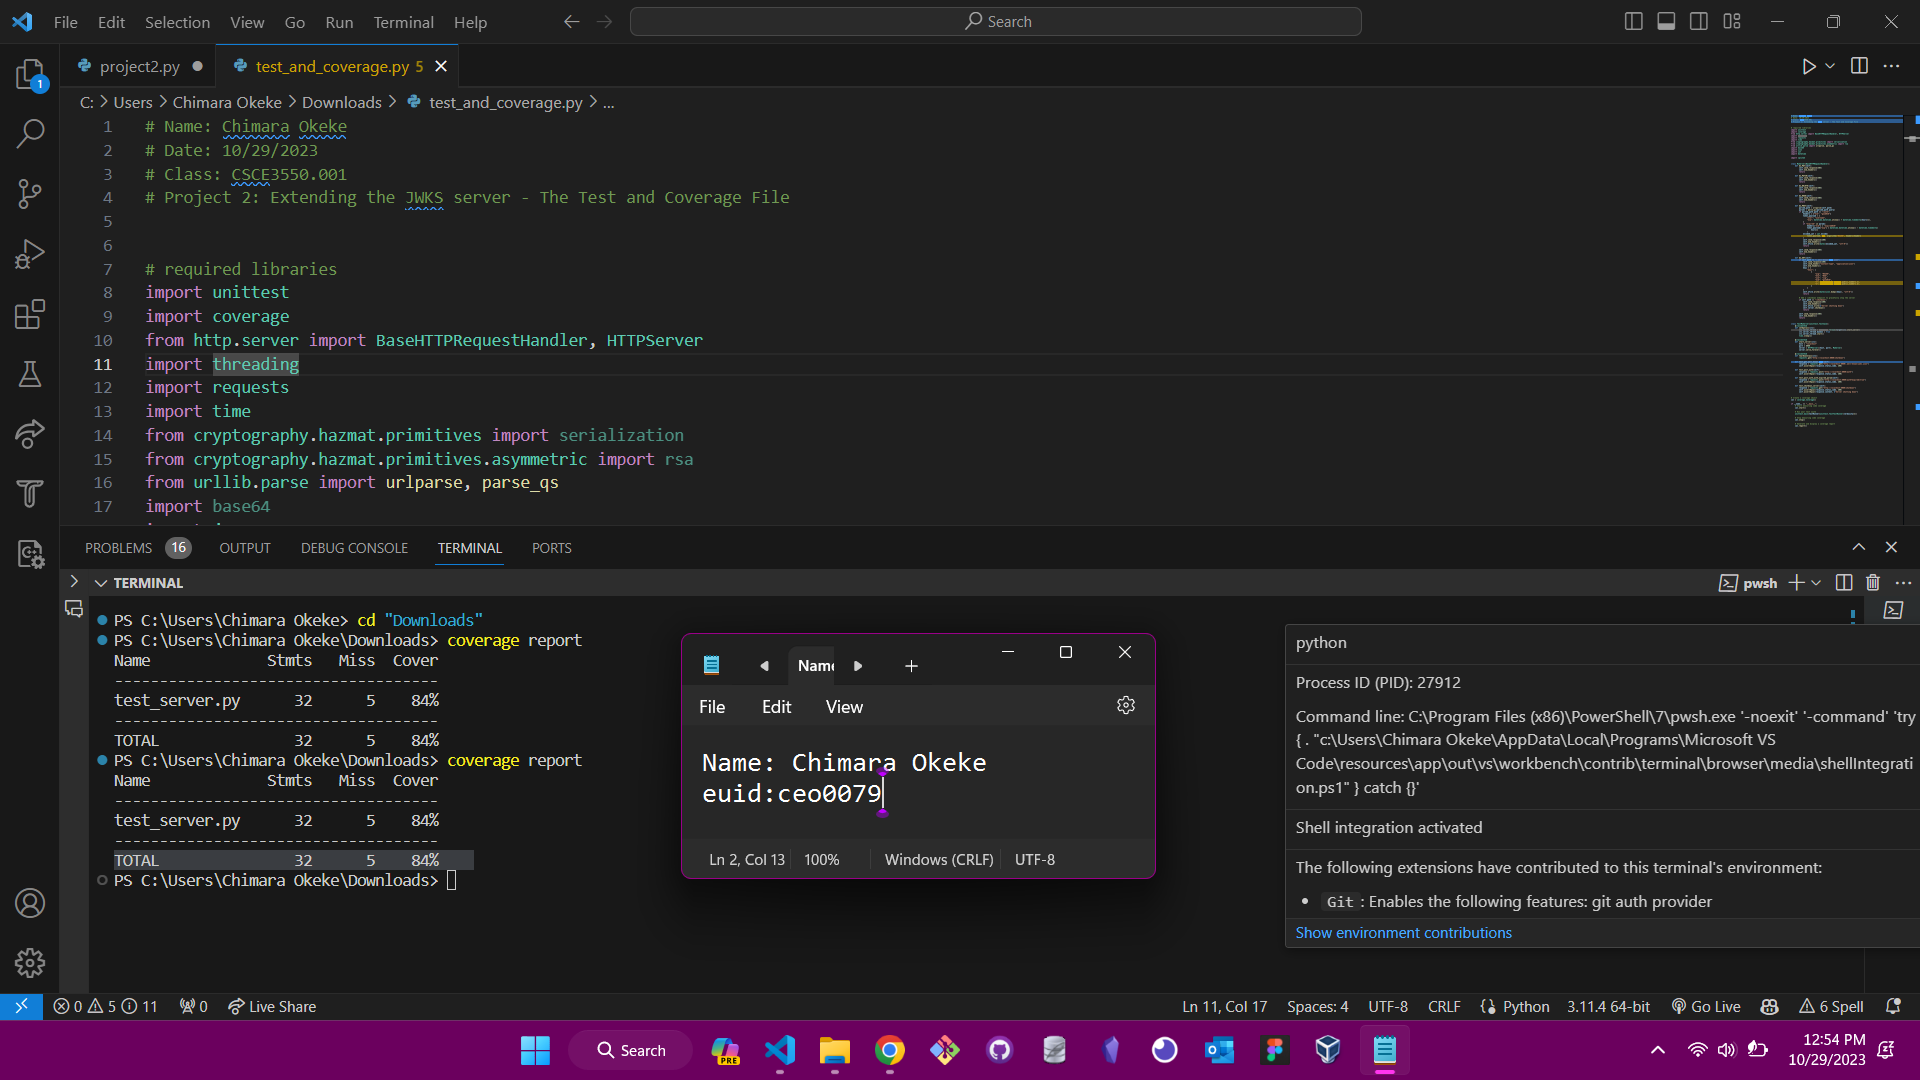 File Edit Selection View Go Run Terminal Help
Search
1
project2.py
test_and_coverage.py 5
C: > Users > Chimara Okeke > Downloads > test_and_coverage.py > ...
1 # Name: Chimara Okeke
2 # Date: 10/29/2023
3 # Class: CSCE3550.001
4 # Project 2: Extending the JWKS server - The Test and Coverage File
5
6
7 # required libraries
8 import unittest
9 import coverage
10 from http.server import BaseHTTPRequestHandler, HTTPServer
11 import threading
12 import requests
13 import time
14 from cryptography.hazmat.primitives import serialization
15 from cryptography.hazmat.primitives.asymmetric import rsa
16 from urllib.parse import urlparse, parse_qs
17 import base64
PROBLEMS 16 OUTPUT DEBUG CONSOLE TERMINAL PORTS
TERMINAL
pwsh
PS C:\Users\Chimara Okeke> cd "Downloads"
PS C:\Users\Chimara Okeke\Downloads> coverage report
Name Stmts Miss Cover
----------------------------------
test_server.py 32 5 84%
----------------------------------
TOTAL 32 5 84%
PS C:\Users\Chimara Okeke\Downloads> coverage report
Name Stmts Miss Cover
----------------------------------
test_server.py 32 5 84%
----------------------------------
TOTAL 32 5 84%
PS C:\Users\Chimara Okeke\Downloads>
Name
File Edit View
Name: Chimara Okeke
euid:ceo0079
Ln 2, Col 13 100% Windows (CRLF) UTF-8
python
Process ID (PID): 27912
Command line: C:\Program Files (x86)\PowerShell\7\pwsh.exe '-noexit' '-command' 'try
{ . "c:\Users\Chimara Okeke\AppData\Local\Programs\Microsoft VS
Code\resources\app\out\vs\workbench\contrib\terminal\browser\media\shellIntegrati
on.ps1" } catch {}'
Shell integration activated
The following extensions have contributed to this terminal's environment:
• Git : Enables the following features: git auth provider
Show environment contributions
0 5 11 0 Live Share
Ln 11, Col 17 Spaces: 4 UTF-8 CRLF Python 3.11.4 64-bit Go Live 6 Spell
Search
PRE
12:54 PM
10/29/2023